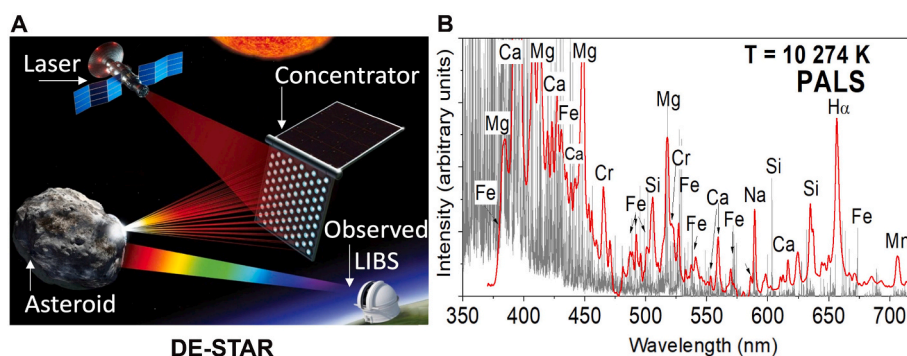 A
Laser
Concentrator
Asteroid
Observed
LIBS
DE-STAR
B
Intensity (arbitrary units)
T = 10 274 K
PALS
Fe
Mg
Ca
Mg
Ca
Fe
Ca
Mg
Cr
Fe
Si
Mg
Cr
Fe
Fe
Ca
Fe
Na
Si
Ca
Si
Hα
Fe
350 400 450 500 550 600 650 700
Wavelength (nm)